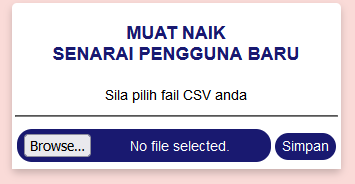 MUAT NAIK
SENARAI PENGGUNA BARU
Sila pilih fail CSV anda
Browse... No file selected. Simpan